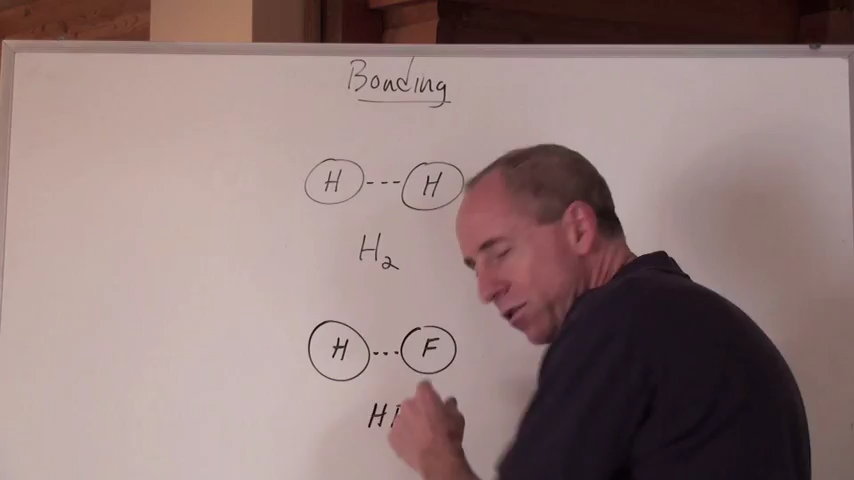 Bonding
H --- H
H₂
H --- F
H